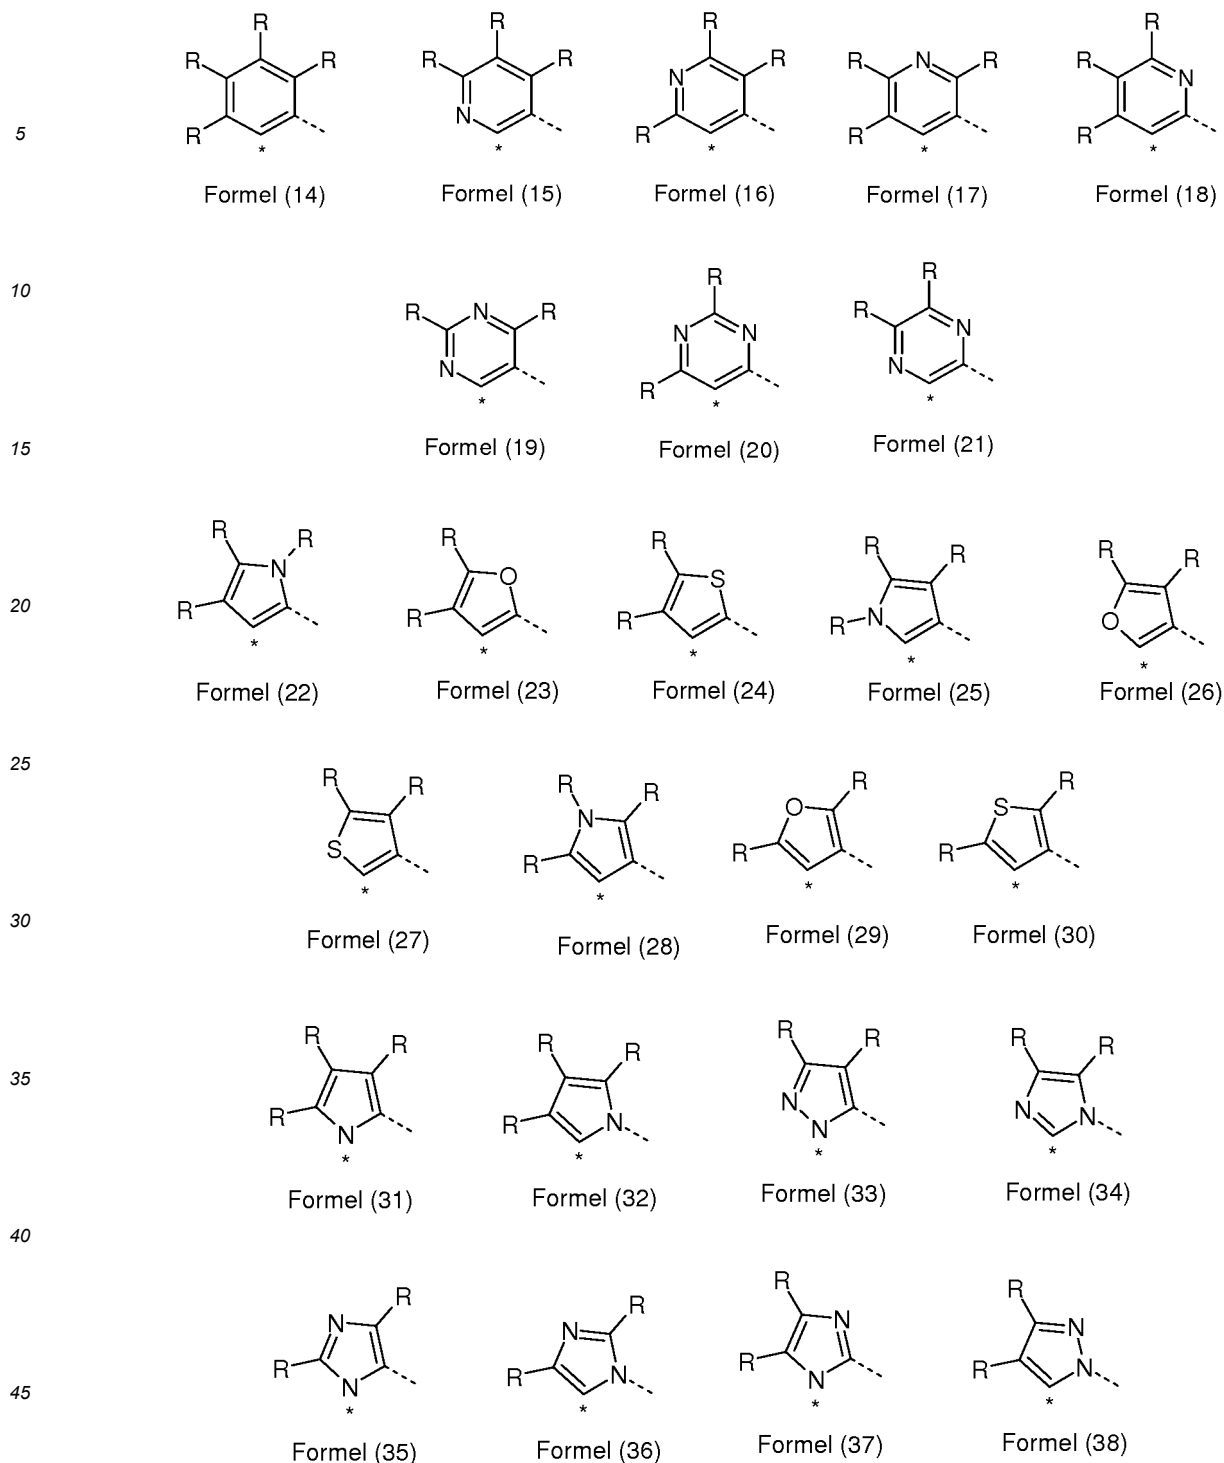 R
R R R R
R R R N R N R R N R R N
R N R R R
5
* * * * *
Formel (14) Formel (15) Formel (16) Formel (17) Formel (18)
10
R R
R N R N N R N
N R N
* * *
15
Formel (19) Formel (20) Formel (21)
R N R R O R S R R R R
R R R R N O
20
* * * * *
Formel (22) Formel (23) Formel (24) Formel (25) Formel (26)
25
R R R N R O R S R
S R R R
* * * *
30
Formel (27) Formel (28) Formel (29) Formel (30)
R R R R R R R R
35
R N R N N N N N
* * * *
Formel (31) Formel (32) Formel (33) Formel (34)
40
N R N R R N R N
R N R N R N R N
45
* * * *
Formel (35) Formel (36) Formel (37) Formel (38)